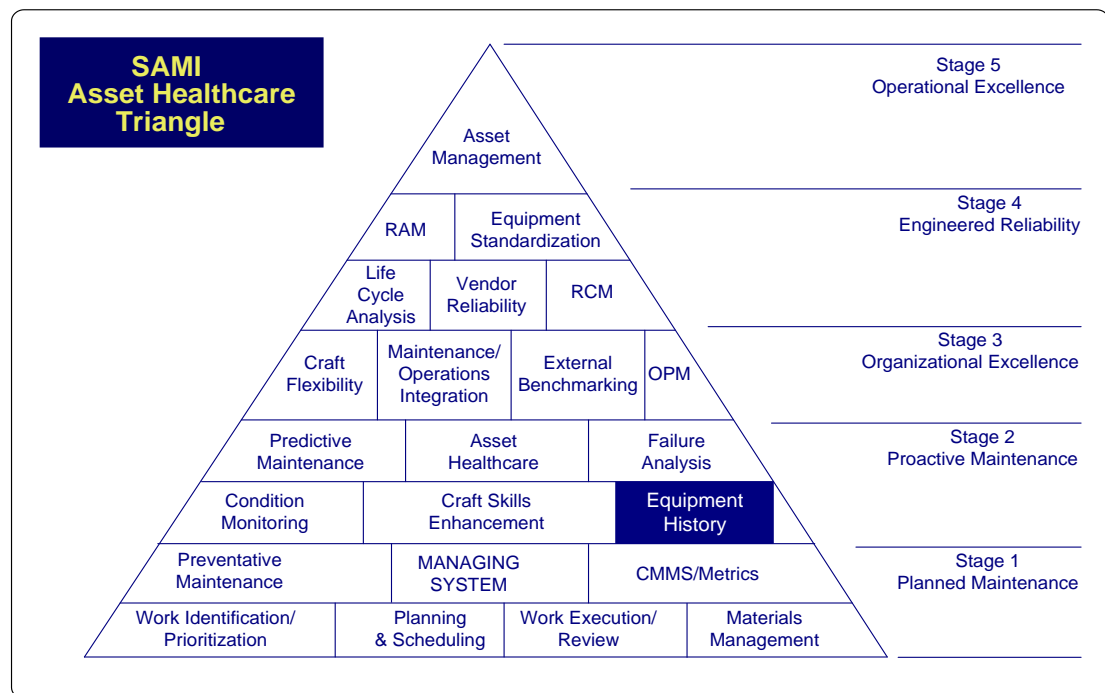 SAMI
Asset Healthcare
Triangle
Stage 5
Operational Excellence
Asset
Management
Stage 4
Engineered Reliability
RAM
Equipment
Standardization
Life
Cycle
Analysis
Vendor
Reliability
RCM
Stage 3
Organizational Excellence
Craft
Flexibility
Maintenance/
Operations
Integration
External
Benchmarking
OPM
Stage 2
Proactive Maintenance
Predictive
Maintenance
Asset
Healthcare
Failure
Analysis
Condition
Monitoring
Craft Skills
Enhancement
Equipment
History
Stage 1
Planned Maintenance
Preventative
Maintenance
MANAGING
SYSTEM
CMMS/Metrics
Work Identification/
Prioritization
Planning
& Scheduling
Work Execution/
Review
Materials
Management